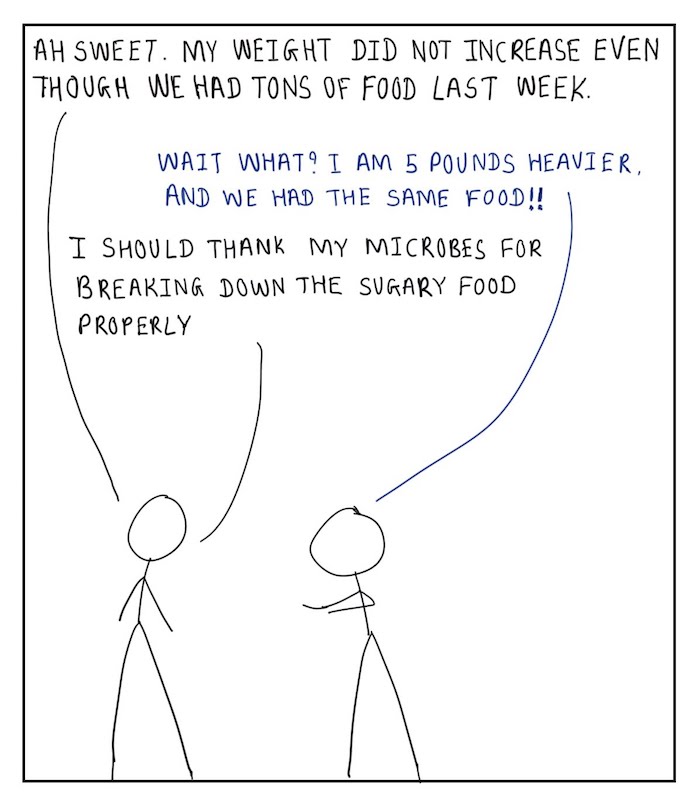 AH SWEET. MY WEIGHT DID NOT INCREASE EVEN
THOUGH WE HAD TONS OF FOOD LAST WEEK.
WAIT WHAT? I AM 5 POUNDS HEAVIER,
AND WE HAD THE SAME FOOD!!
I SHOULD THANK MY MICROBES FOR
BREAKING DOWN THE SUGARY FOOD
PROPERLY